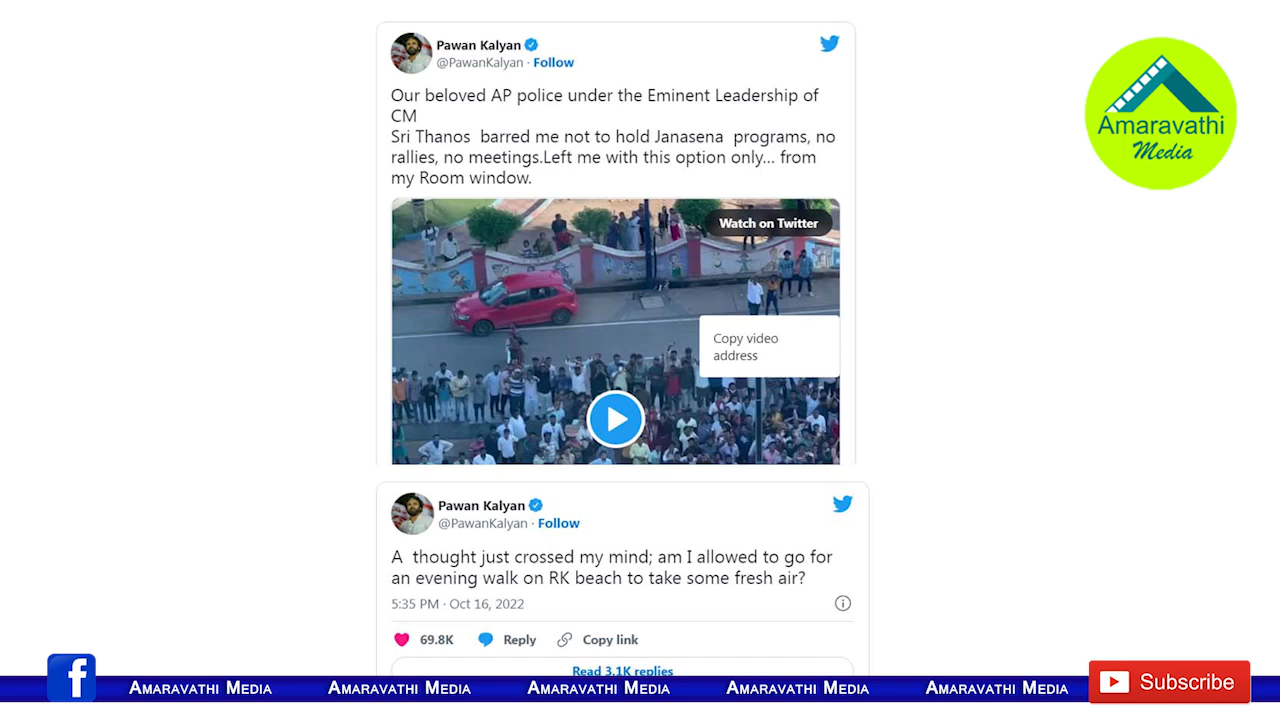 Pawan Kalyan
@PawanKalyan · Follow
Our beloved AP police under the Eminent Leadership of
CM
Sri Thanos barred me not to hold Janasena programs, no
rallies, no meetings.Left me with this option only... from
my Room window.
Watch on Twitter
Copy video
address
Amaravathi
Media
Pawan Kalyan
@PawanKalyan · Follow
A thought just crossed my mind; am I allowed to go for
an evening walk on RK beach to take some fresh air?
5:35 PM · Oct 16, 2022
69.8K Reply Copy link
Read 3.1K replies
f
Amaravathi Media Amaravathi Media Amaravathi Media Amaravathi Media Amaravathi Media
Subscribe